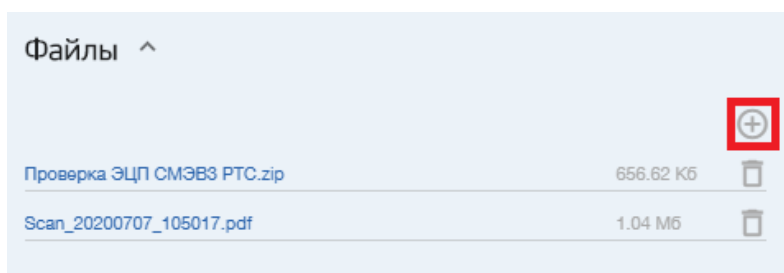 Файлы
Проверка ЭЦП СМЭВ3 РТС.zip 656.62 Кб
Scan_20200707_105017.pdf 1.04 Мб